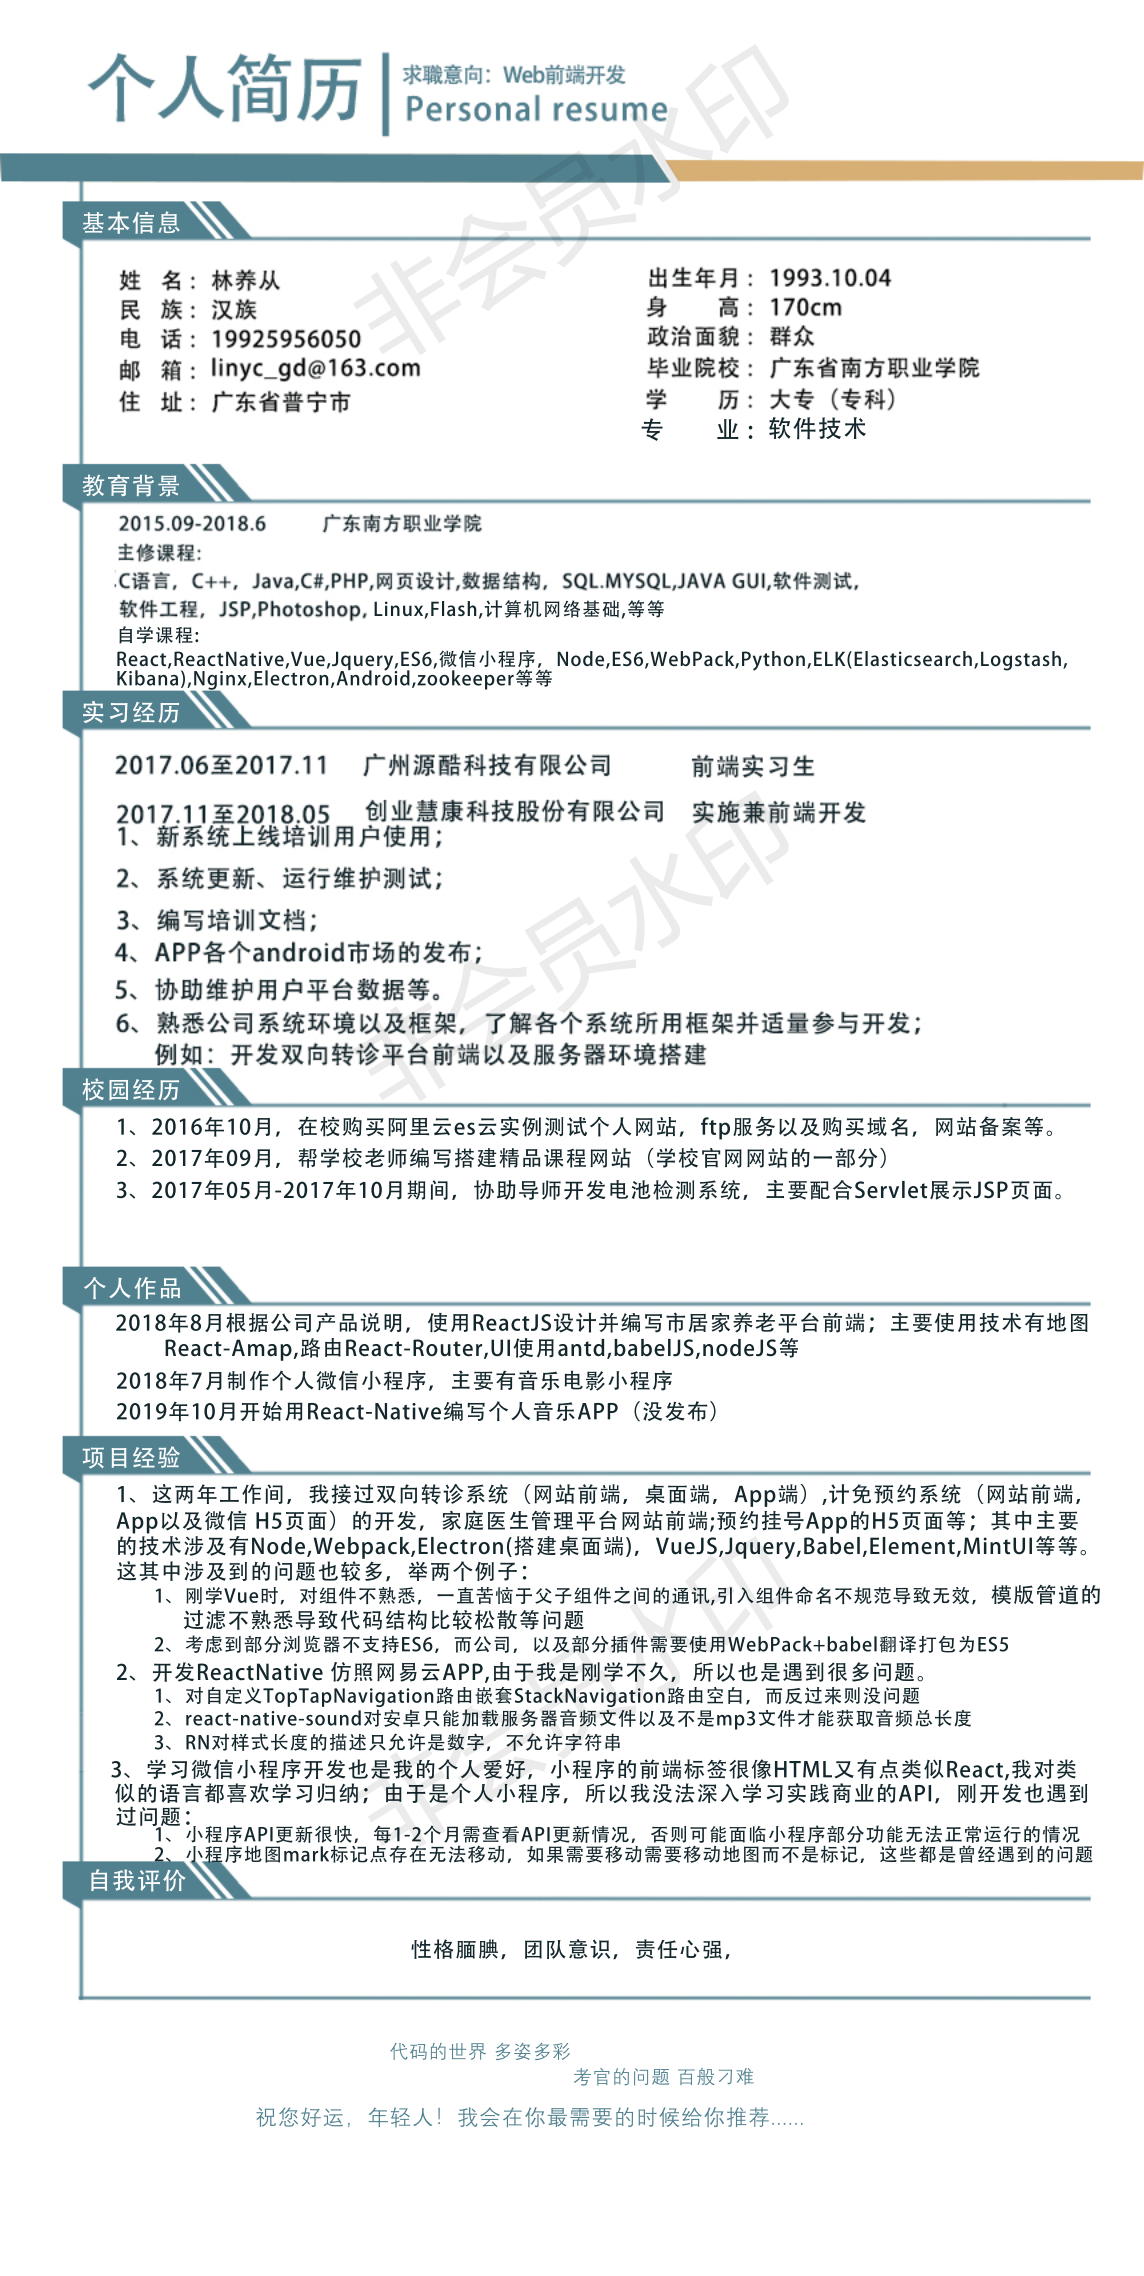 个人简历
求職意向：Web前端开发
Personal resume
非会员水印
基本信息
姓 名：林养从
出生年月：1993.10.04
民 族：汉族
身 高：170cm
电 话：19925956050
政治面貌：群众
邮 箱：linyc_gd@163.com
毕业院校：广东省南方职业学院
住 址：广东省普宁市
学 历：大专（专科）
专 业：软件技术
教育背景
2015.09-2018.6 广东南方职业学院
主修课程:
C语言，C++，Java,C#,PHP,网页设计,数据结构，SQL.MYSQL,JAVA GUI,软件测试,
软件工程，JSP,Photoshop, Linux,Flash,计算机网络基础,等等
自学课程:
React,ReactNative,Vue,Jquery,ES6,微信小程序，Node,ES6,WebPack,Python,ELK(Elasticsearch,Logstash,
Kibana),Nginx,Electron,Android,zookeeper等等
实习经历
2017.06至2017.11 广州源酷科技有限公司 前端实习生
2017.11至2018.05 创业慧康科技股份有限公司 实施兼前端开发
1、新系统上线培训用户使用；
2、系统更新、运行维护测试；
3、编写培训文档；
4、APP各个android市场的发布；
5、协助维护用户平台数据等。
6、熟悉公司系统环境以及框架，了解各个系统所用框架并适量参与开发；
例如：开发双向转诊平台前端以及服务器环境搭建
非会员水印
校园经历
1、2016年10月，在校购买阿里云es云实例测试个人网站，ftp服务以及购买域名，网站备案等。
2、2017年09月，帮学校老师编写搭建精品课程网站（学校官网网站的一部分）
3、2017年05月-2017年10月期间，协助导师开发电池检测系统，主要配合Servlet展示JSP页面。
个人作品
2018年8月根据公司产品说明，使用ReactJS设计并编写市居家养老平台前端；主要使用技术有地图
React-Amap,路由React-Router,UI使用antd,babelJS,nodeJS等
2018年7月制作个人微信小程序，主要有音乐电影小程序
2019年10月开始用React-Native编写个人音乐APP（没发布）
项目经验
1、这两年工作间，我接过双向转诊系统（网站前端，桌面端，App端）,计免预约系统（网站前端，
App以及微信 H5页面）的开发，家庭医生管理平台网站前端;预约挂号App的H5页面等；其中主要
的技术涉及有Node,Webpack,Electron(搭建桌面端)，VueJS,Jquery,Babel,Element,MintUI等等。
这其中涉及到的问题也较多，举两个例子：
1、刚学Vue时，对组件不熟悉，一直苦恼于父子组件之间的通讯,引入组件命名不规范导致无效，模版管道的
过滤不熟悉导致代码结构比较松散等问题
2、考虑到部分浏览器不支持ES6，而公司，以及部分插件需要使用WebPack+babel翻译打包为ES5
2、开发ReactNative 仿照网易云APP,由于我是刚学不久，所以也是遇到很多问题。
1、对自定义TopTapNavigation路由嵌套StackNavigation路由空白，而反过来则没问题
2、react-native-sound对安卓只能加载服务器音频文件以及不是mp3文件才能获取音频总长度
3、RN对样式长度的描述只允许是数字，不允许字符串
3、学习微信小程序开发也是我的个人爱好，小程序的前端标签很像HTML又有点类似React,我对类
似的语言都喜欢学习归纳；由于是个人小程序，所以我没法深入学习实践商业的API，刚开发也遇到
过问题：
1、小程序API更新很快，每1-2个月需查看API更新情况，否则可能面临小程序部分功能无法正常运行的情况
2、小程序地图mark标记点存在无法移动，如果需要移动需要移动地图而不是标记，这些都是曾经遇到的问题
非会员水印
自我评价
性格腼腆，团队意识，责任心强，
代码的世界 多姿多彩
考官的问题 百般刁难
祝您好运，年轻人！我会在你最需要的时候给你推荐......